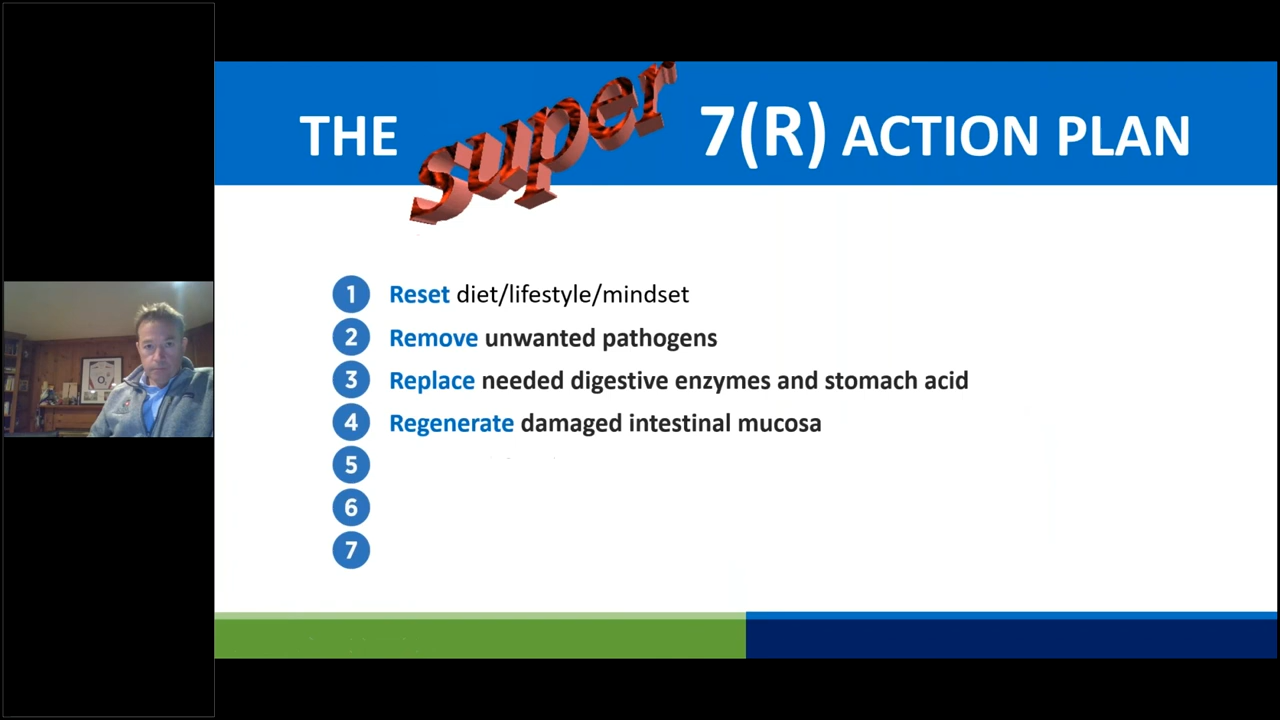 THE super 7(R) ACTION PLAN
1 Reset diet/lifestyle/mindset
2 Remove unwanted pathogens
3 Replace needed digestive enzymes and stomach acid
4 Regenerate damaged intestinal mucosa
5
6
7